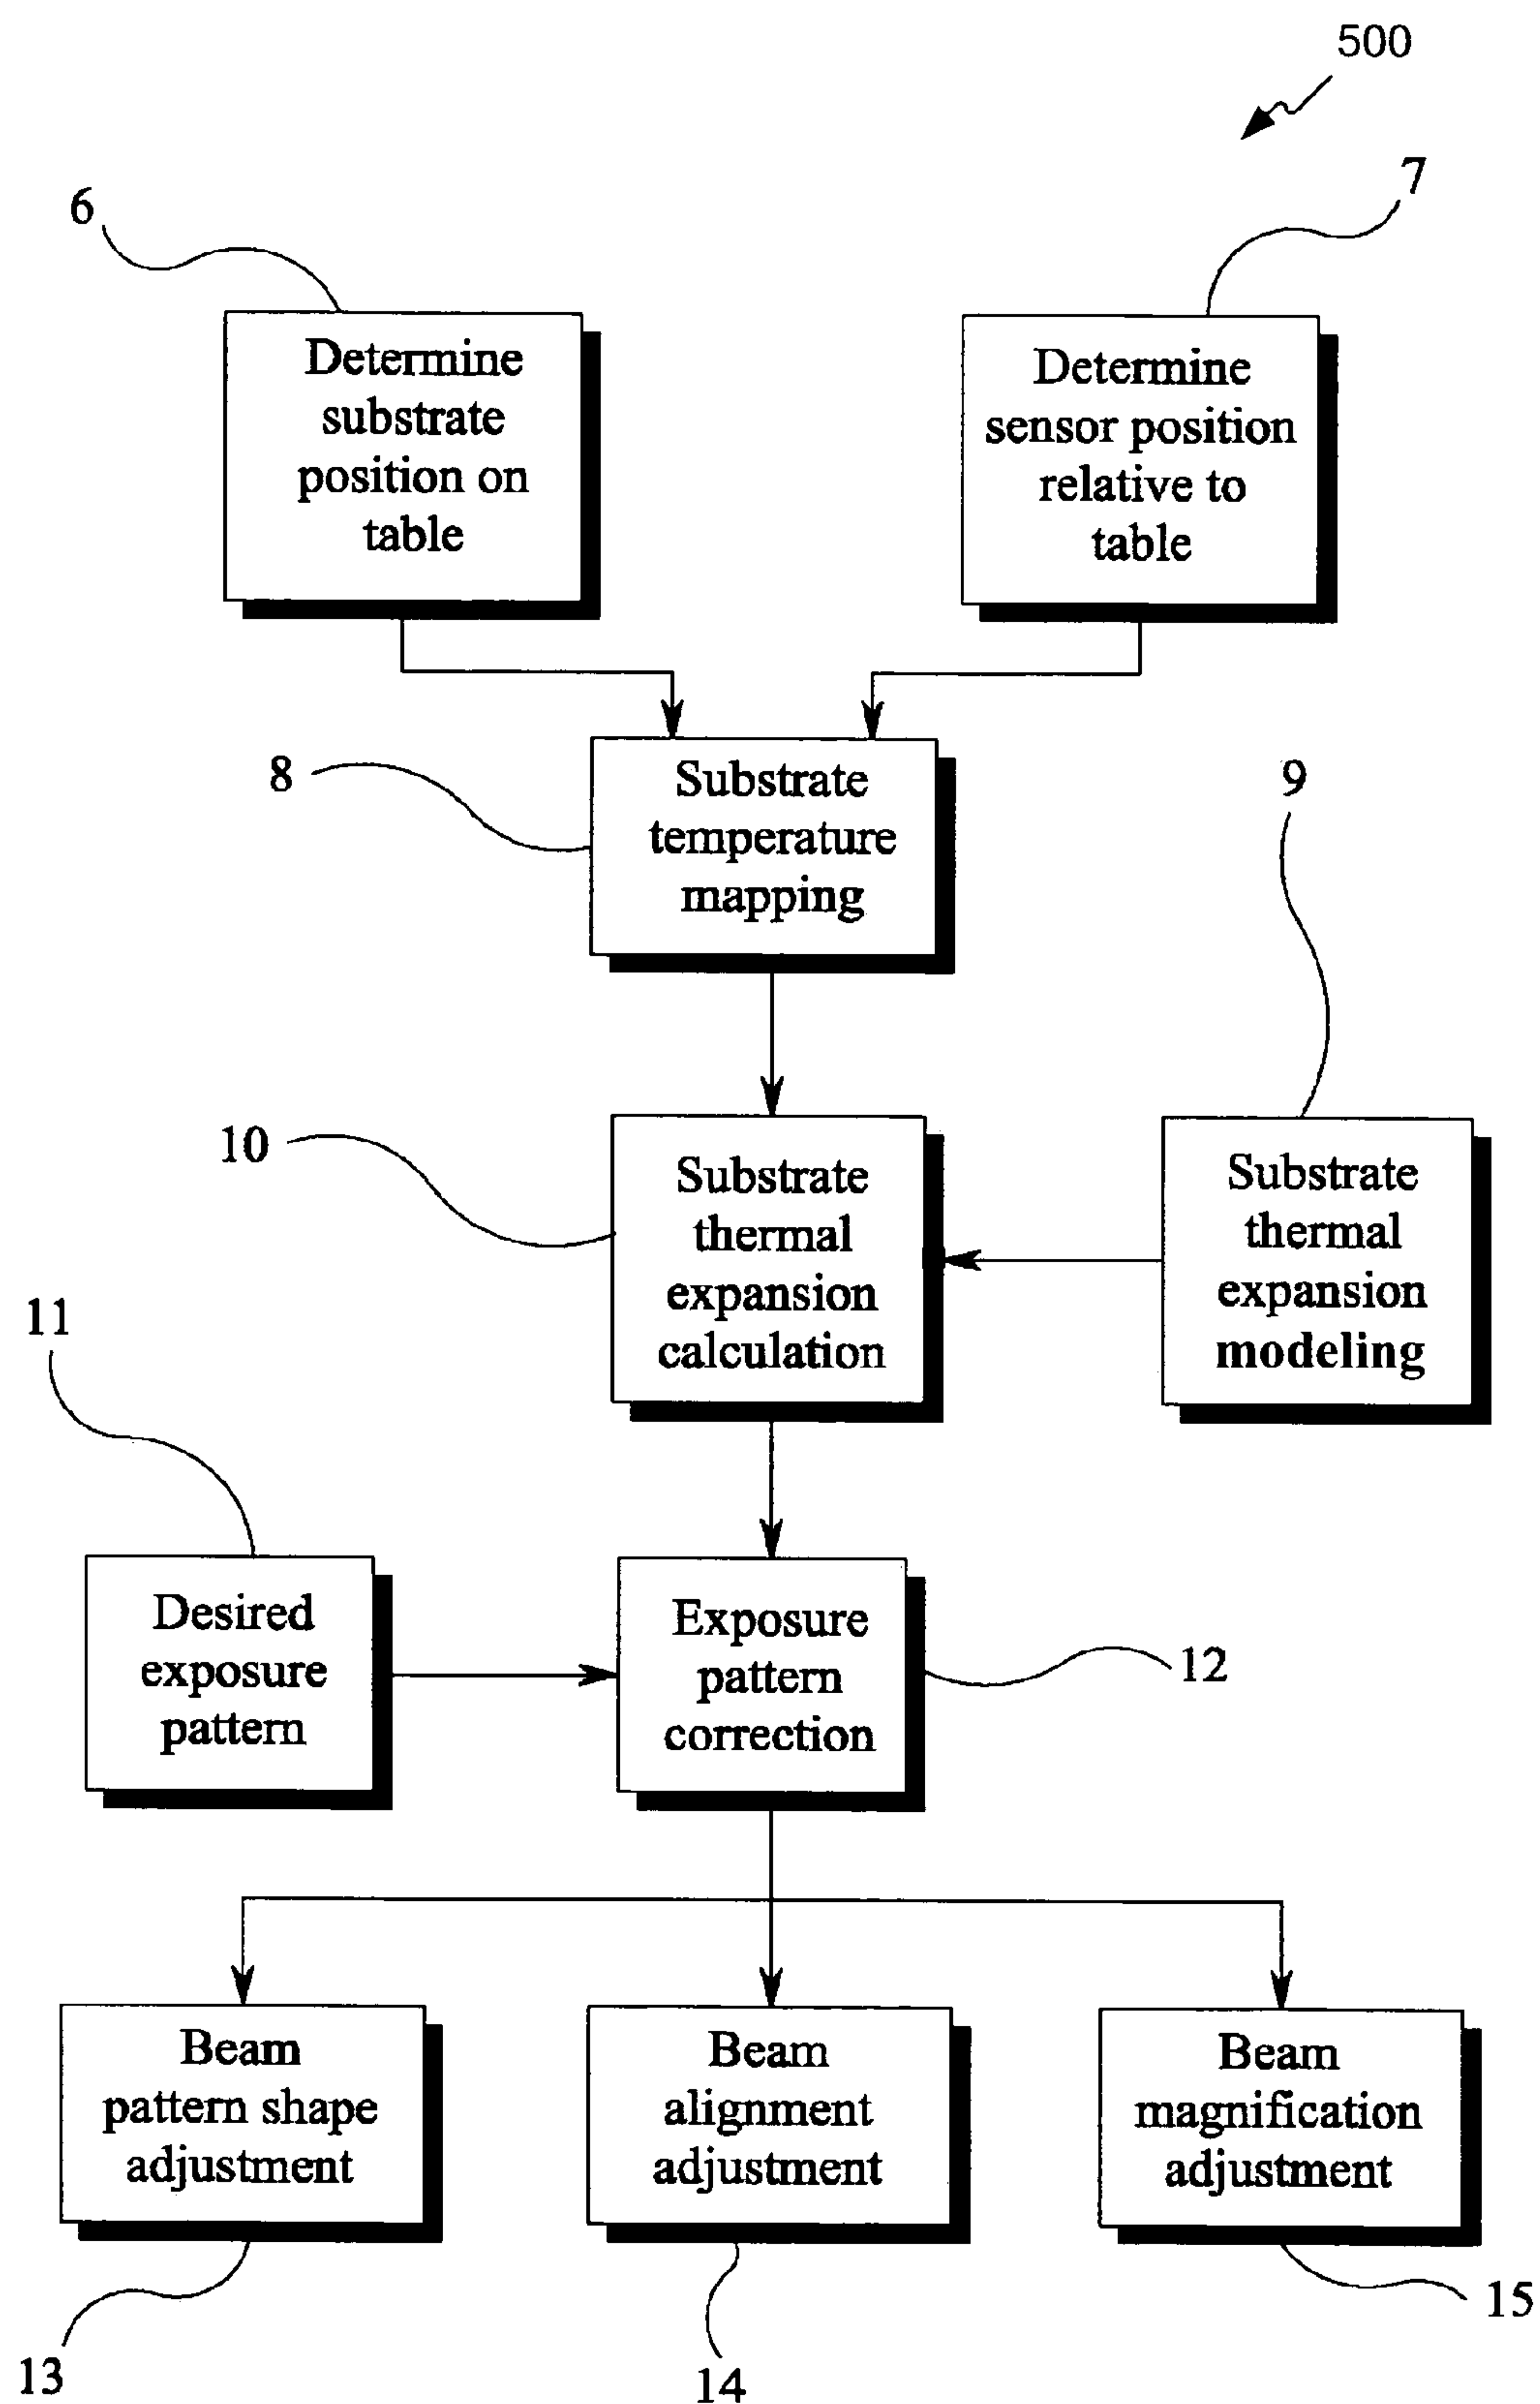 500
6
7
Determine
substrate
position on
table
Determine
sensor position
relative to
table
8
Substrate
temperature
mapping
9
10
Substrate
thermal
expansion
calculation
Substrate
thermal
expansion
modeling
11
Desired
exposure
pattern
Exposure
pattern
correction
12
Beam
pattern shape
adjustment
Beam
alignment
adjustment
Beam
magnification
adjustment
13
14
15